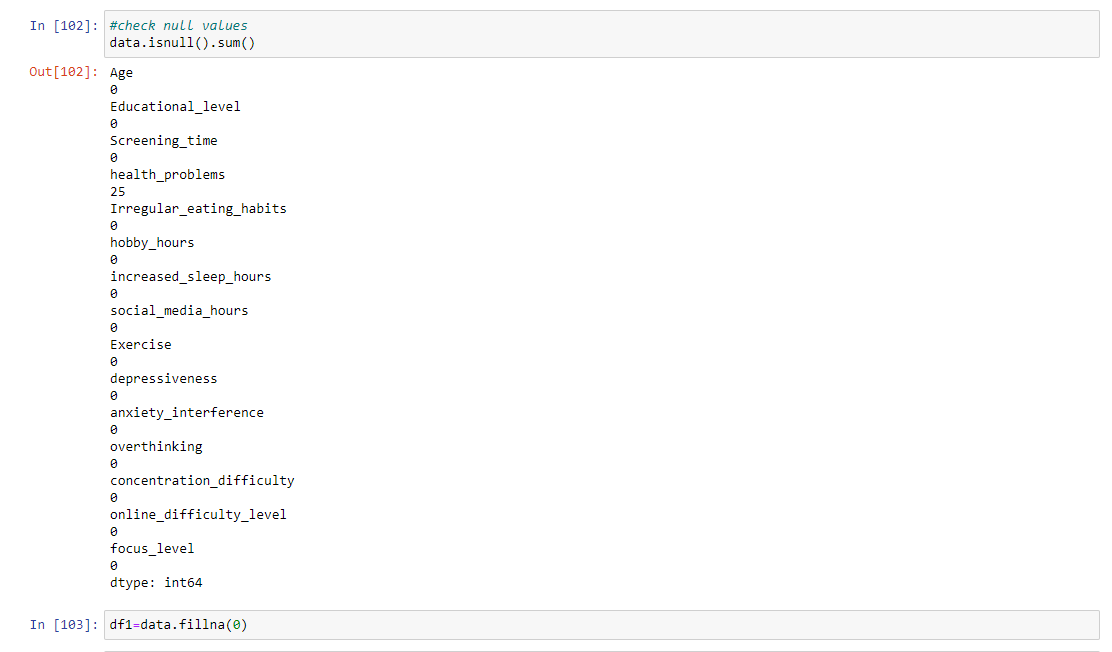 In [102]: #check null values
data.isnull().sum()
Out[102]: Age
0
Educational_level
0
Screening_time
0
health_problems
25
Irregular_eating_habits
0
hobby_hours
0
increased_sleep_hours
0
social_media_hours
0
Exercise
0
depressiveness
0
anxiety_interference
0
overthinking
0
concentration_difficulty
0
online_difficulty_level
0
focus_level
0
dtype: int64
In [103]: df1=data.fillna(0)